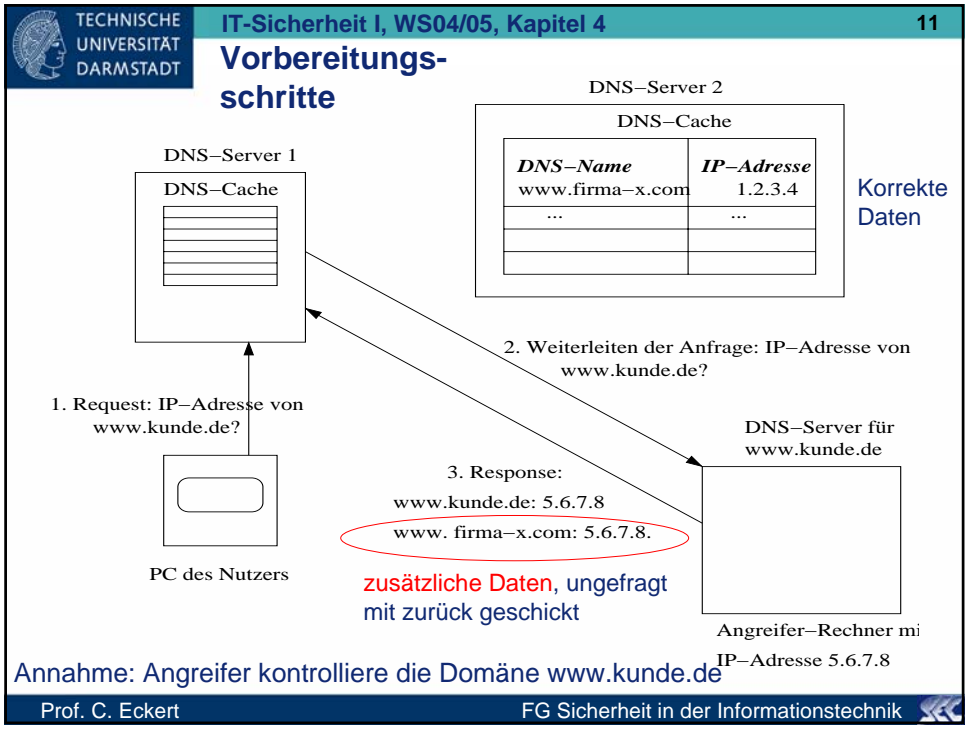 TECHNISCHE
UNIVERSITÄT
DARMSTADT
IT-Sicherheit I, WS04/05, Kapitel 4
11
Vorbereitungs-
schritte
DNS−Server 2
DNS−Cache
DNS−Name IP−Adresse
www.firma−x.com 1.2.3.4
... ...
Korrekte
Daten
DNS−Server 1
DNS−Cache
2. Weiterleiten der Anfrage: IP−Adresse von
www.kunde.de?
1. Request: IP−Adresse von
www.kunde.de?
DNS−Server für
www.kunde.de
3. Response:
www.kunde.de: 5.6.7.8
www. firma−x.com: 5.6.7.8.
PC des Nutzers
zusätzliche Daten, ungefragt
mit zurück geschickt
Angreifer−Rechner mi
IP−Adresse 5.6.7.8
Annahme: Angreifer kontrolliere die Domäne www.kunde.de
Prof. C. Eckert
FG Sicherheit in der Informationstechnik
SEC